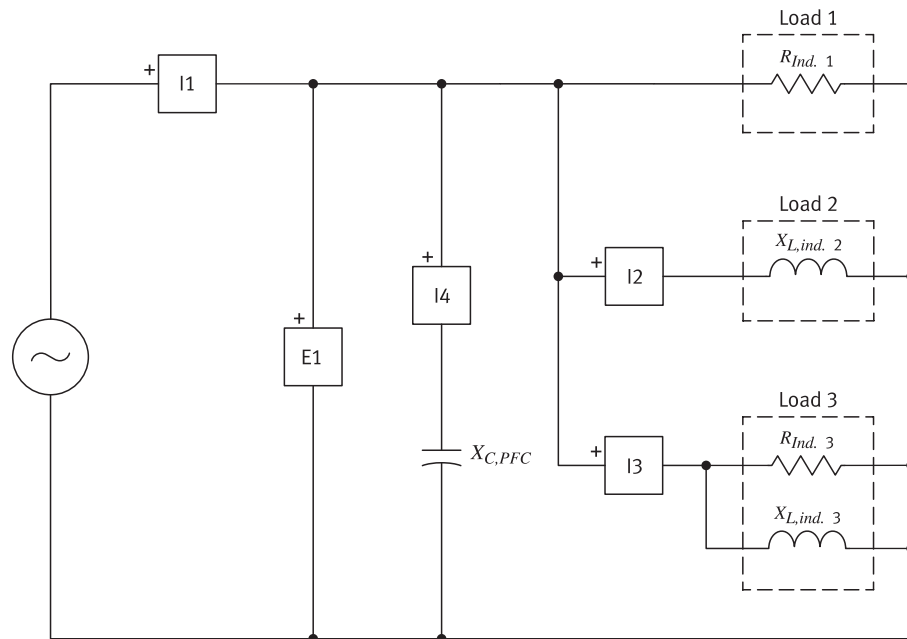 Load 1
R_Ind. 1
+
I1
Load 2
X_L,ind. 2
+
I2
+
I4
+
E1
Load 3
R_Ind. 3
+
I3
X_C,PFC
X_L,ind. 3